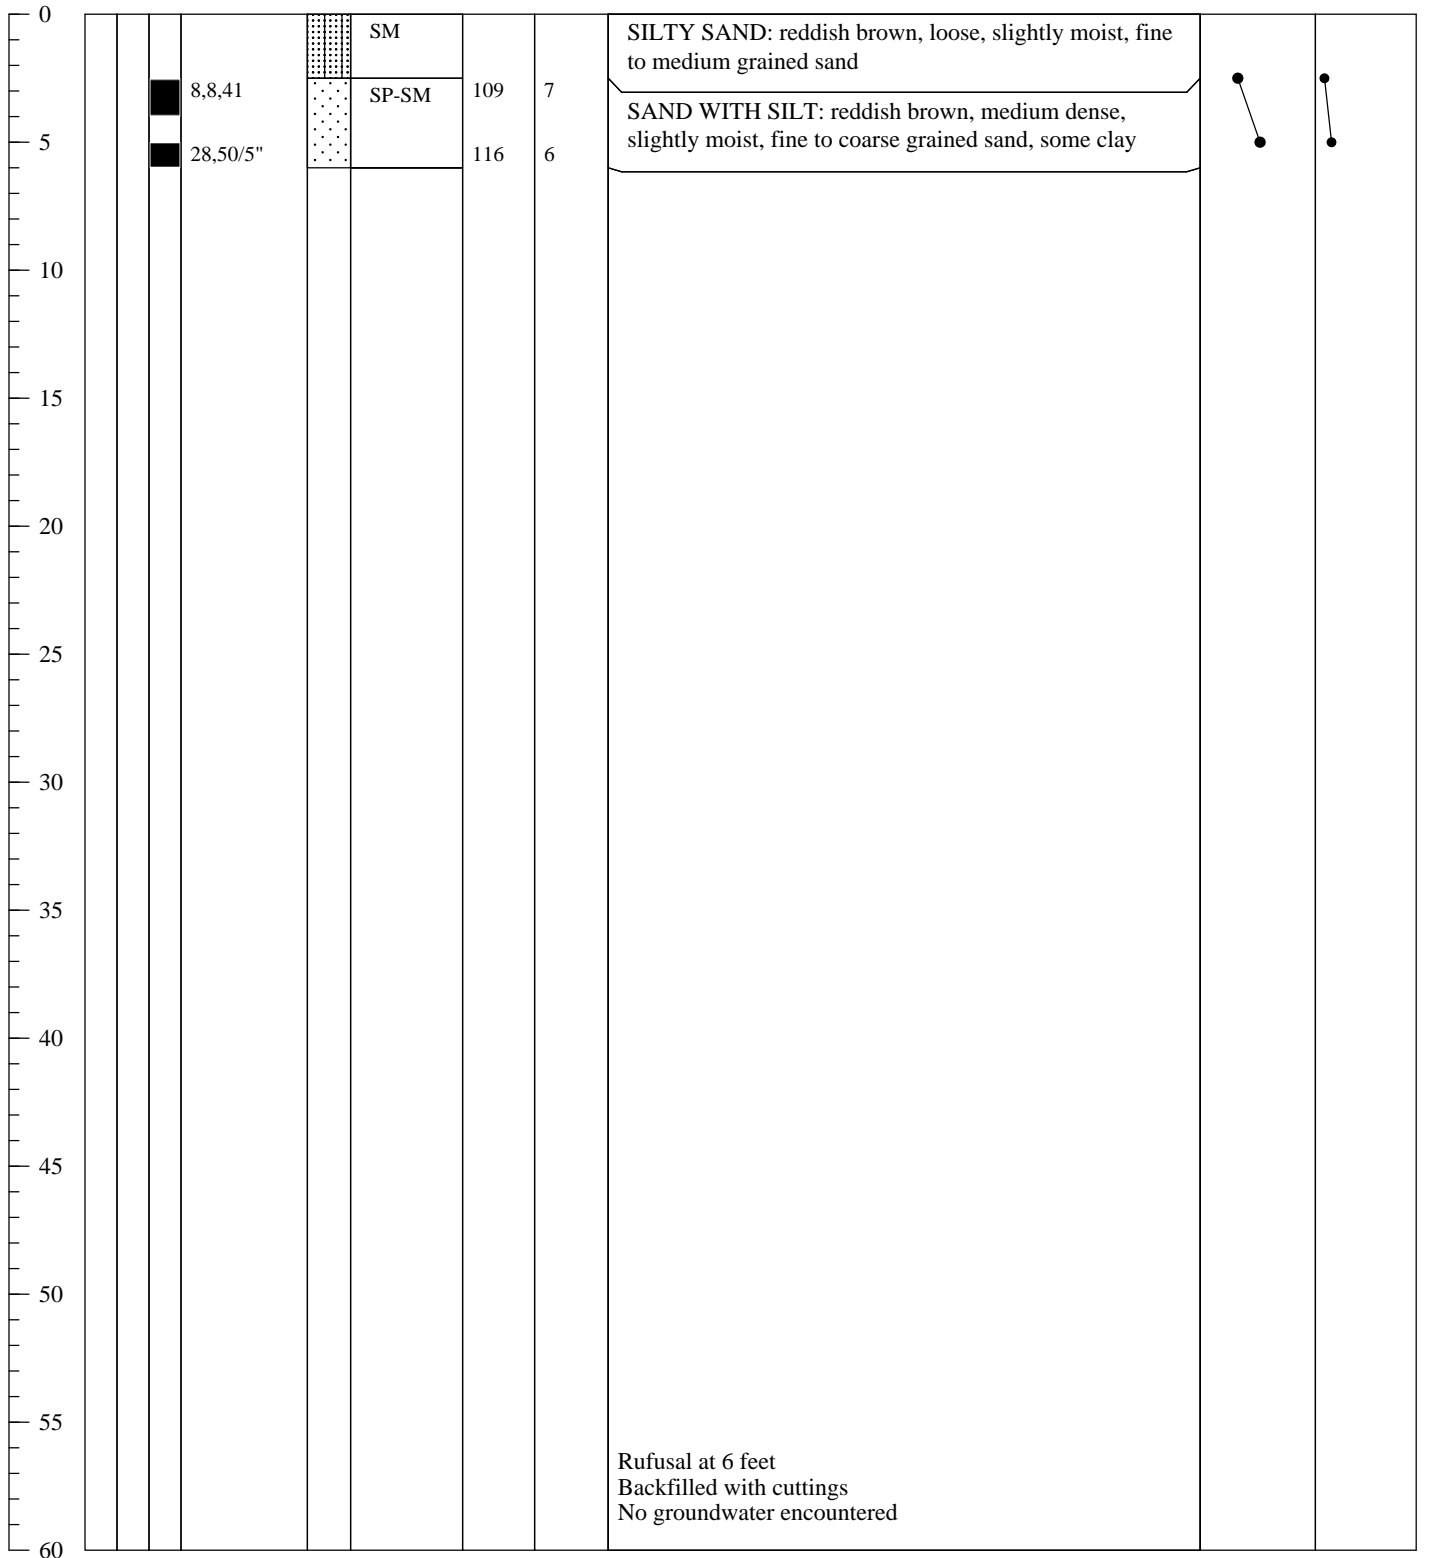 0
SM
SILTY SAND: reddish brown, loose, slightly moist, fine
to medium grained sand
8,8,41
SP-SM
109
7
SAND WITH SILT: reddish brown, medium dense,
slightly moist, fine to coarse grained sand, some clay
5
28,50/5"
116
6
10
15
20
25
30
35
40
45
50
55
Rufusal at 6 feet
Backfilled with cuttings
No groundwater encountered
60